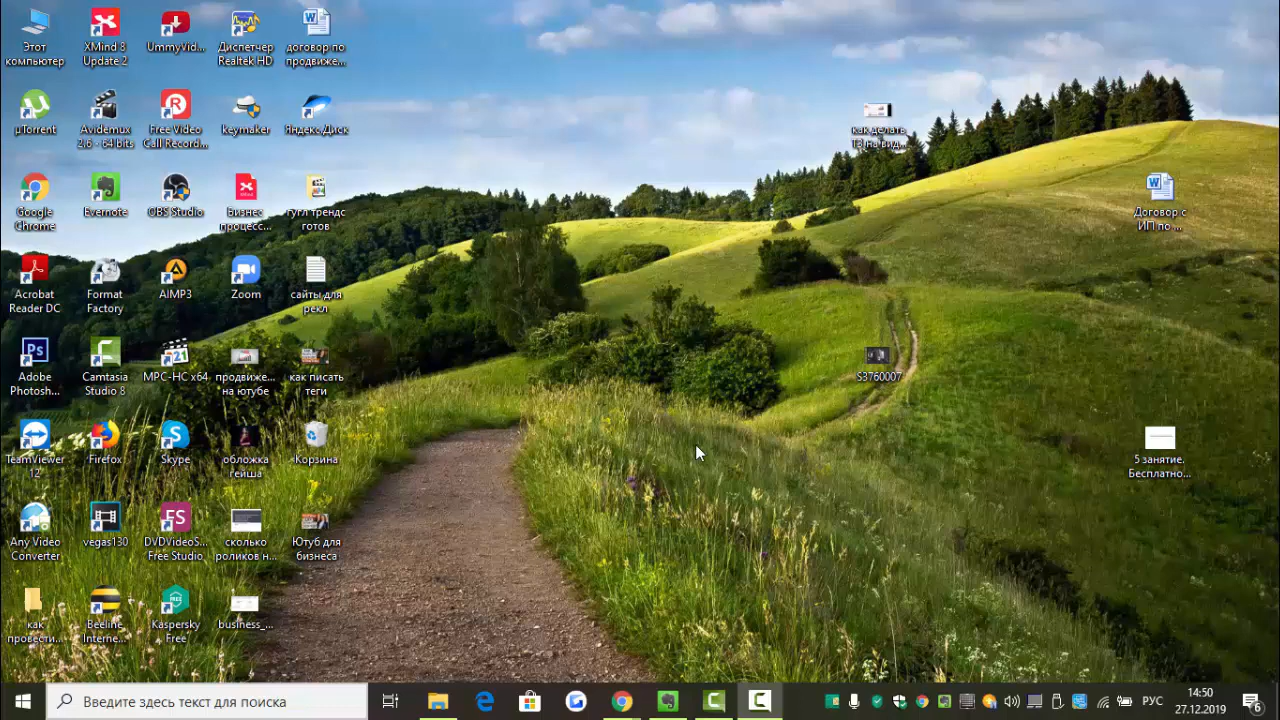 Этот
компьютер
XMind 8
Update 2
UmmyVid...
Диспетчер
Realtek HD
договор по
продвиже...
µTorrent
Avidemux
2.6 - 64 bits
Free Video
Call Record...
keymaker
Яндекс.Диск
как делать
ТЗ на вид...
Google
Chrome
Evernote
OBS Studio
Бизнес
процесс...
гугл трендс
готов
Договор с
ИП по ...
Acrobat
Reader DC
Format
Factory
AIMP3
Zoom
сайты для
рекл
Adobe
Photosh...
Camtasia
Studio 8
MPC-HC x64
продвиже...
на ютубе
как писать
теги
S3760007
TeamViewer
12
Firefox
Skype
обложка
гейша
Корзина
5 занятие.
Бесплатно...
Any Video
Converter
vegas130
DVDVideoS...
Free Studio
сколько
роликов н...
Ютуб для
бизнеса
как
провести...
Beeline
Interne...
Kaspersky
Free
business_...
Введите здесь текст для поиска
РУС
14:50
27.12.2019
6